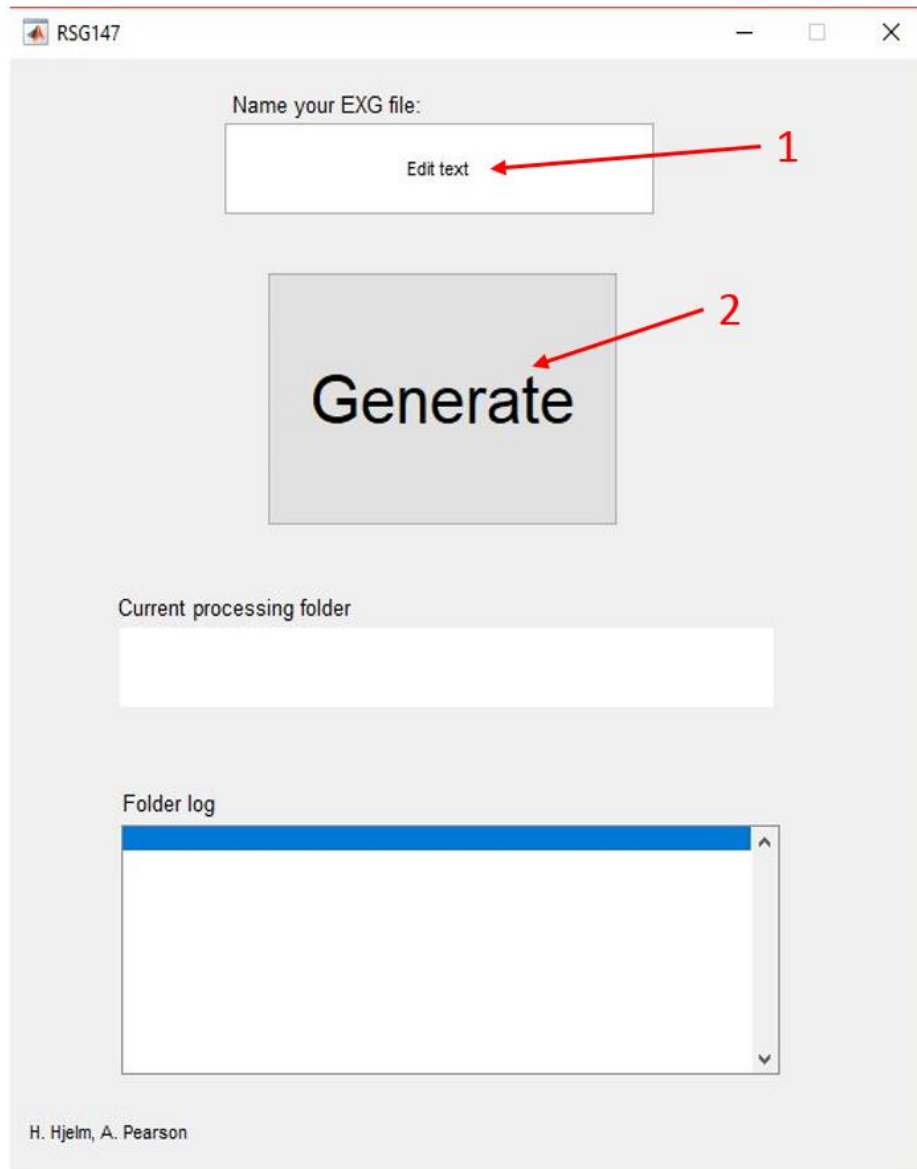 RSG147
Name your EXG file:
Edit text
1
2
Generate
Current processing folder
Folder log
H. Hjelm, A. Pearson